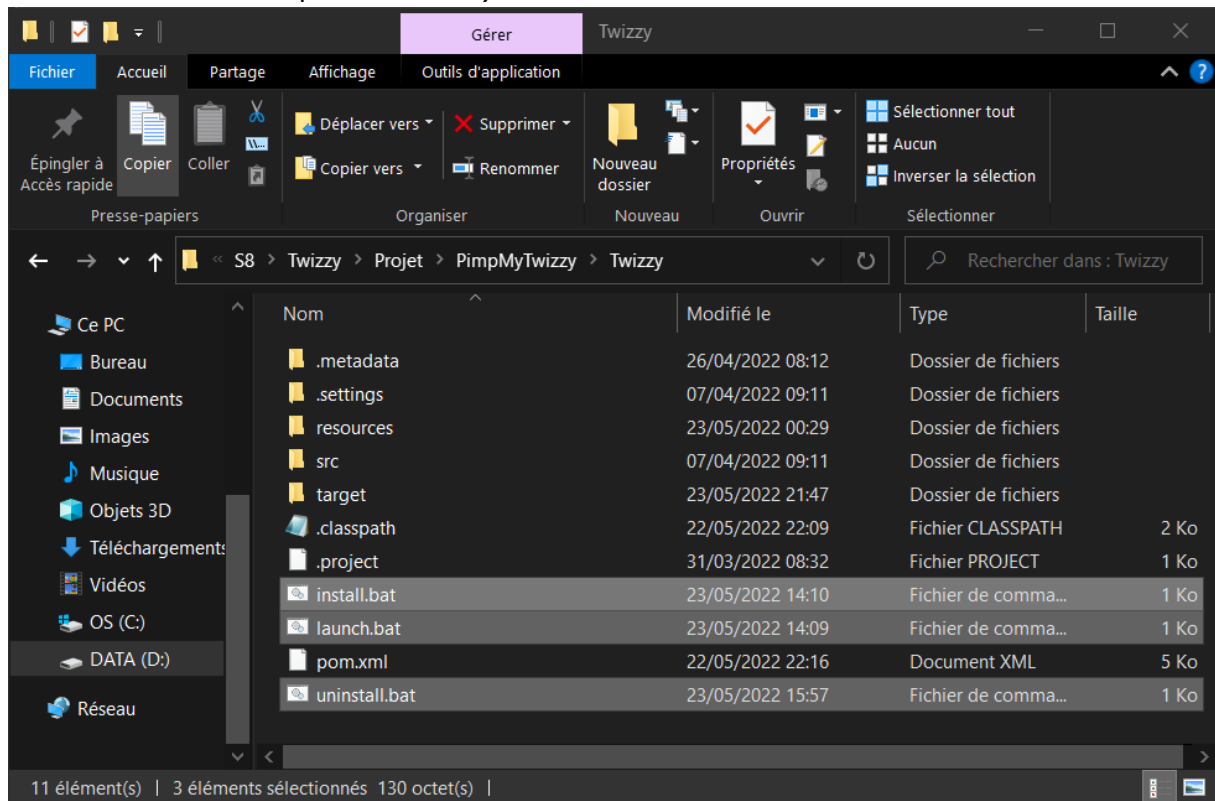 Gérer
Twizzy
Fichier
Accueil
Partage
Affichage
Outils d'application
Épingler à
Accès rapide
Copier
Coller
Déplacer vers
Copier vers
Supprimer
Renommer
Nouveau
dossier
Propriétés
Sélectionner tout
Aucun
Inverser la sélection
Presse-papiers
Organiser
Nouveau
Ouvrir
Sélectionner
« S8 > Twizzy > Projet > PimpMyTwizzy > Twizzy
Rechercher dans : Twizzy
Ce PC
Bureau
Documents
Images
Musique
Objets 3D
Téléchargements
Vidéos
OS (C:)
DATA (D:)
Réseau
Nom Modifié le Type Taille
.metadata 26/04/2022 08:12 Dossier de fichiers
.settings 07/04/2022 09:11 Dossier de fichiers
resources 23/05/2022 00:29 Dossier de fichiers
src 07/04/2022 09:11 Dossier de fichiers
target 23/05/2022 21:47 Dossier de fichiers
.classpath 22/05/2022 22:09 Fichier CLASSPATH 2 Ko
.project 31/03/2022 08:32 Fichier PROJECT 1 Ko
install.bat 23/05/2022 14:10 Fichier de comma... 1 Ko
launch.bat 23/05/2022 14:09 Fichier de comma... 1 Ko
pom.xml 22/05/2022 22:16 Document XML 5 Ko
uninstall.bat 23/05/2022 15:57 Fichier de comma... 1 Ko
11 élément(s) | 3 éléments sélectionnés 130 octet(s) |